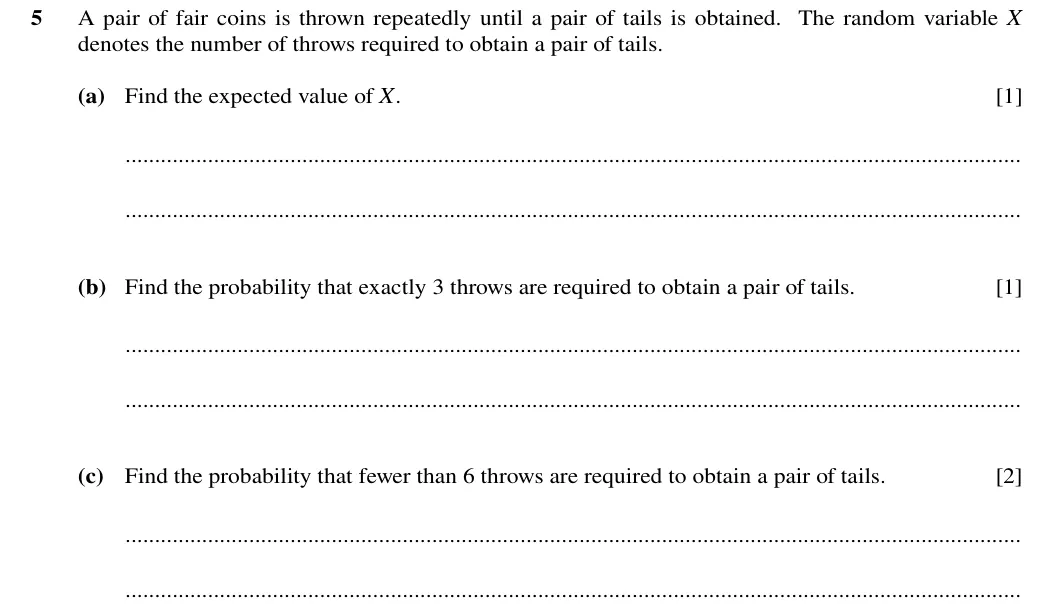 5 A pair of fair coins is thrown repeatedly until a pair of tails is obtained. The random variable X
denotes the number of throws required to obtain a pair of tails.
(a) Find the expected value of X. [1]
................................................................................................................................................................
................................................................................................................................................................
(b) Find the probability that exactly 3 throws are required to obtain a pair of tails. [1]
................................................................................................................................................................
................................................................................................................................................................
(c) Find the probability that fewer than 6 throws are required to obtain a pair of tails. [2]
................................................................................................................................................................
................................................................................................................................................................